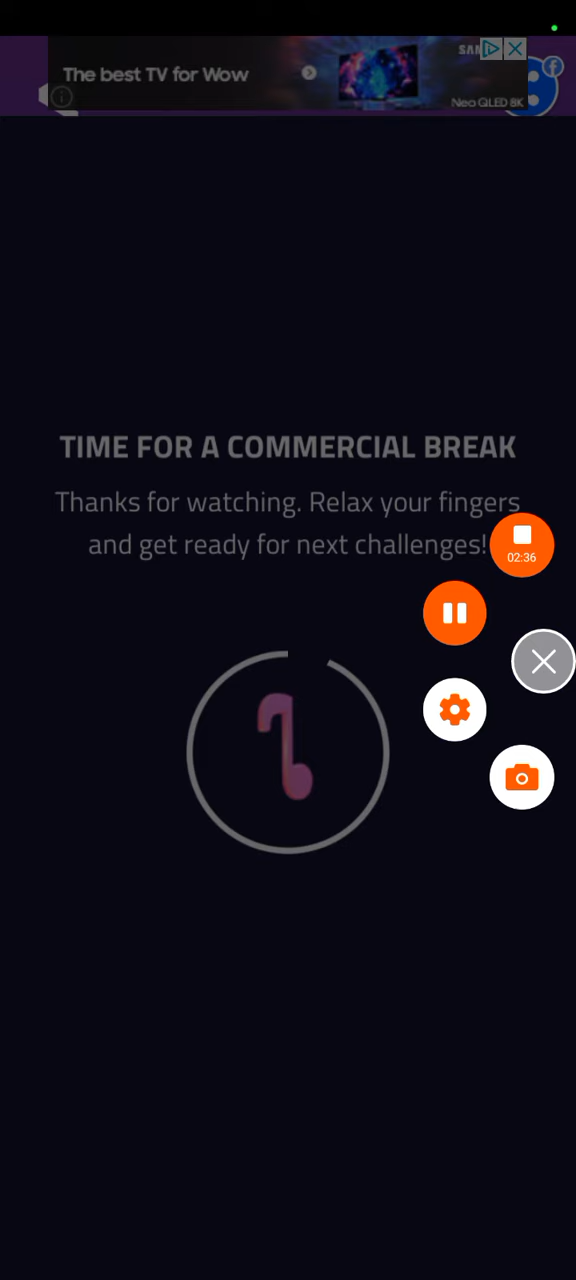 The best TV for Wow
Neo QLED 8K
TIME FOR A COMMERCIAL BREAK
Thanks for watching. Relax your fingers
and get ready for next challenges!
02:36